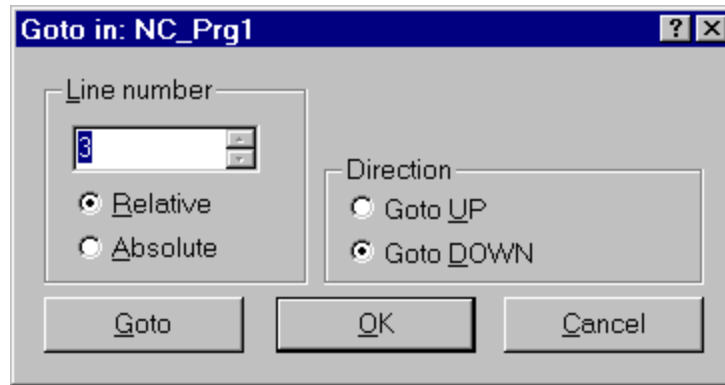 Goto in: NC_Prg1
Line number
3
Relative
Absolute
Direction
Goto UP
Goto DOWN
Goto
OK
Cancel